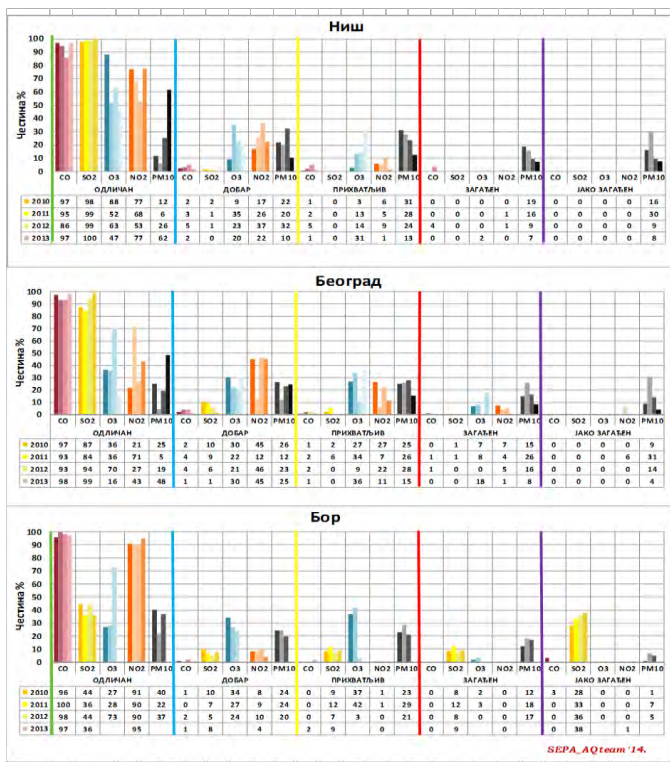 Ниш
Честина%
100
90
80
70
60
50
40
30
20
10
0
CO SO2 O3 NO2 PM10 CO SO2 O3 NO2 PM10 CO SO2 O3 NO2 PM10 CO SO2 O3 NO2 PM10 CO SO2 O3 NO2 PM10
ОДЛИЧАН ДОБАР ПРИХВАТЉИВ ЗАГАЂЕН ЈАКО ЗАГАЂЕН
2010 97 98 88 77 12 2 2 9 17 22 1 0 3 6 31 0 0 0 0 19 0 0 0 0 16
2011 95 99 52 68 6 3 1 35 26 20 2 0 13 5 28 0 0 0 1 16 0 0 0 0 30
2012 86 99 63 53 26 5 1 23 37 32 5 0 14 9 24 4 0 0 1 9 0 0 0 0 9
2013 97 100 47 77 62 2 0 20 22 10 1 0 31 1 13 0 0 2 0 7 0 0 0 0 8
Београд
Честина%
100
90
80
70
60
50
40
30
20
10
0
CO SO2 O3 NO2 PM10 CO SO2 O3 NO2 PM10 CO SO2 O3 NO2 PM10 CO SO2 O3 NO2 PM10 CO SO2 O3 NO2 PM10
ОДЛИЧАН ДОБАР ПРИХВАТЉИВ ЗАГАЂЕН ЈАКО ЗАГАЂЕН
2010 97 87 36 21 25 2 10 30 45 26 1 2 27 27 25 0 1 7 7 15 0 0 0 0 9
2011 93 84 36 71 5 4 9 22 12 12 2 6 34 7 26 1 1 8 4 26 0 0 0 6 31
2012 93 94 70 27 19 4 6 21 46 23 2 0 9 22 28 1 0 0 5 16 0 0 0 0 14
2013 98 99 16 43 48 1 1 30 45 25 1 0 36 11 15 0 0 18 1 8 0 0 0 0 4
Бор
Честина%
100
90
80
70
60
50
40
30
20
10
0
CO SO2 O3 NO2 PM10 CO SO2 O3 NO2 PM10 CO SO2 O3 NO2 PM10 CO SO2 O3 NO2 PM10 CO SO2 O3 NO2 PM10
ОДЛИЧАН ДОБАР ПРИХВАТЉИВ ЗАГАЂЕН ЈАКО ЗАГАЂЕН
2010 96 44 27 91 40 1 10 34 8 24 0 9 37 1 23 0 8 2 0 12 3 28 0 0 1
2011 100 36 28 90 22 0 7 27 9 24 0 12 42 1 29 0 12 3 0 18 0 33 0 0 7
2012 98 44 73 90 37 2 5 24 10 20 0 7 3 0 21 0 8 0 0 17 0 36 0 0 5
2013 97 36 95 1 8 4 2 9 0 0 9 0 0 38 1
SEPA_AQteam '14.